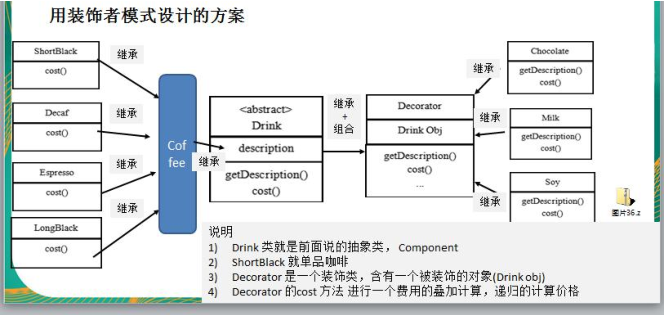 用装饰者模式设计的方案
ShortBlack
cost()
继承
Decaf
cost()
继承
Espresso
cost()
继承
LongBlack
cost()
继承
Cof
fee
继承
<abstract>
Drink
description
getDescription()
cost()
继承
+
组合
Decorator
Drink Obj
getDescription()
cost()
...
继承
Chocolate
getDescription()
cost()
继承
Milk
getDescription()
cost()
继承
Soy
getDescription()
cost()
图片36.z
说明
1) Drink 类就是前面说的抽象类， Component
2) ShortBlack 就单品咖啡
3) Decorator 是一个装饰类，含有一个被装饰的对象(Drink obj)
4) Decorator 的cost 方法 进行一个费用的叠加计算，递归的计算价格